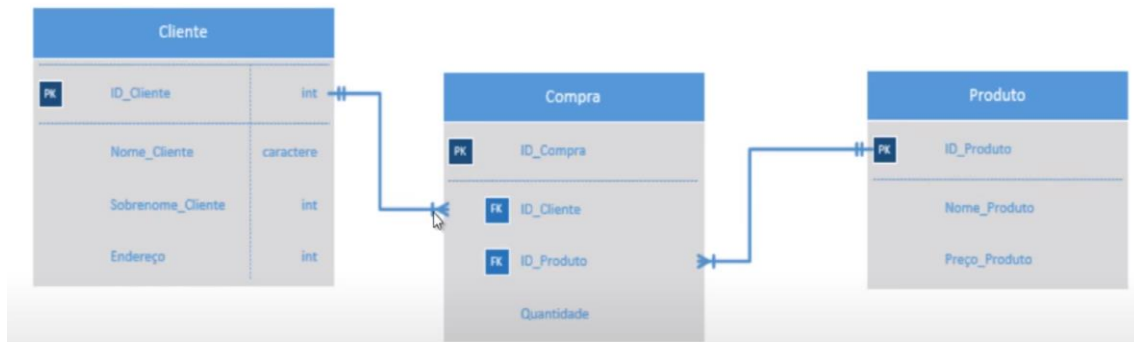 Cliente
PK ID_Cliente int
Nome_Cliente caractere
Sobrenome_Cliente int
Endereço int
Compra
PK ID_Compra
FK ID_Cliente
FK ID_Produto
Quantidade
Produto
PK ID_Produto
Nome_Produto
Preço_Produto